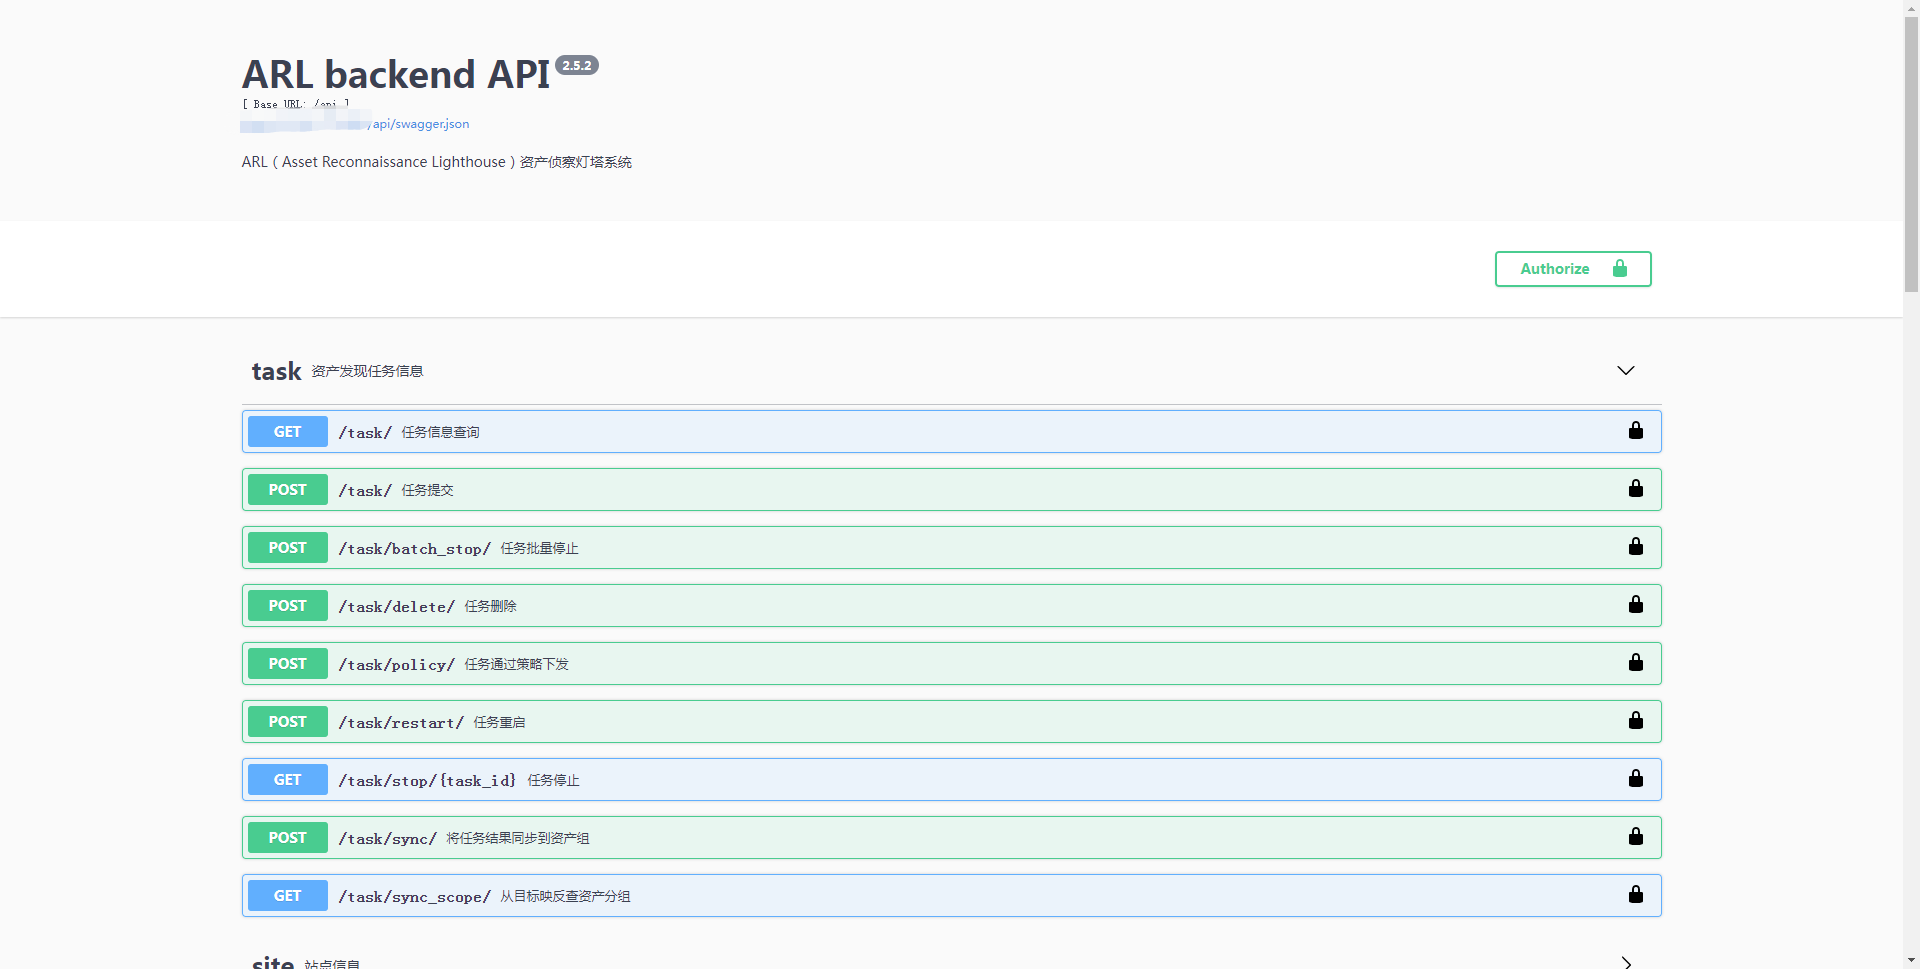 ARL backend API 2.5.2
[ Base URL: /api ]
/api/swagger.json
ARL ( Asset Reconnaissance Lighthouse ) 资产侦察灯塔系统
Authorize
task 资产发现任务信息
GET /task/ 任务信息查询
POST /task/ 任务提交
POST /task/batch_stop/ 任务批量停止
POST /task/delete/ 任务删除
POST /task/policy/ 任务通过策略下发
POST /task/restart/ 任务重启
GET /task/stop/{task_id} 任务停止
POST /task/sync/ 将任务结果同步到资产组
GET /task/sync_scope/ 从目标映反查资产分组
site 站点信息